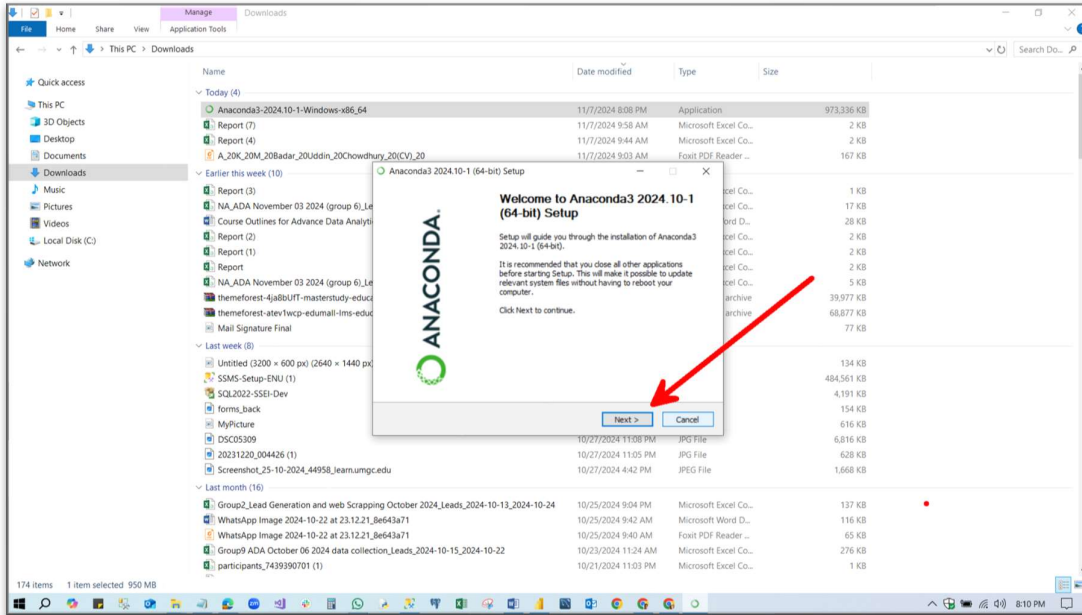 Manage
Downloads
File
Home
Share
View
Application Tools
This PC
Downloads
Search Do...
Quick access
This PC
3D Objects
Desktop
Documents
Downloads
Music
Pictures
Videos
Local Disk (C:)
Network
Name Date modified Type Size
Today (4)
Anaconda3-2024.10-1-Windows-x86_64 11/7/2024 8:08 PM Application 973,336 KB
Report (7) 11/7/2024 9:58 AM Microsoft Excel Co... 2 KB
Report (4) 11/7/2024 9:44 AM Microsoft Excel Co... 2 KB
A_20K_20M_20Badar_20Uddin_20Chowdhury_20(CV)_20 11/7/2024 9:03 AM Foxit PDF Reader ... 167 KB
Earlier this week (10)
Report (3) xcel Co... 1 KB
NA_ADA November 03 2024 (group 6)_Le xcel Co... 17 KB
Course Outlines for Advance Data Analyti ord D... 28 KB
Report (2) xcel Co... 2 KB
Report (1) xcel Co... 2 KB
Report xcel Co... 2 KB
NA_ADA November 03 2024 (group 6)_Le xcel Co... 5 KB
themeforest-4ja8bUfT-masterstudy-educa archive 39,977 KB
themeforest-atev1wcp-edumall-lms-educ archive 68,877 KB
Mail Signature Final 77 KB
Last week (8)
Untitled (3200 × 600 px) (2640 × 1440 px) 134 KB
SSMS-Setup-ENU (1) 484,561 KB
SQL2022-SSEI-Dev 4,191 KB
forms_back 154 KB
MyPicture 616 KB
DSC05309 10/27/2024 11:08 PM JPG File 6,816 KB
20231220_004426 (1) 10/27/2024 11:05 PM JPG File 628 KB
Screenshot_25-10-2024_44958_learn.umgc.edu 10/27/2024 4:42 PM JPEG File 1,668 KB
Last month (16)
Group2_Lead Generation and web Scrapping October 2024_Leads_2024-10-13_2024-10-24 10/25/2024 9:04 PM Microsoft Excel Co... 137 KB
WhatsApp Image 2024-10-22 at 23.12.21_8e643a71 10/25/2024 9:42 AM Microsoft Word D... 116 KB
WhatsApp Image 2024-10-22 at 23.12.21_8e643a71 10/25/2024 9:40 AM Foxit PDF Reader ... 65 KB
Group9 ADA October 06 2024 data collection_Leads_2024-10-15_2024-10-22 10/23/2024 11:24 AM Microsoft Excel Co... 276 KB
participants_7439390701 (1) 10/21/2024 11:03 PM Microsoft Excel Co... 1 KB
Anaconda3 2024.10-1 (64-bit) Setup
ANACONDA.
Welcome to Anaconda3 2024.10-1
(64-bit) Setup
Setup will guide you through the installation of Anaconda3
2024.10-1 (64-bit).
It is recommended that you close all other applications
before starting Setup. This will make it possible to update
relevant system files without having to reboot your
computer.
Click Next to continue.
Next >
Cancel
174 items 1 item selected 950 MB
8:10 PM